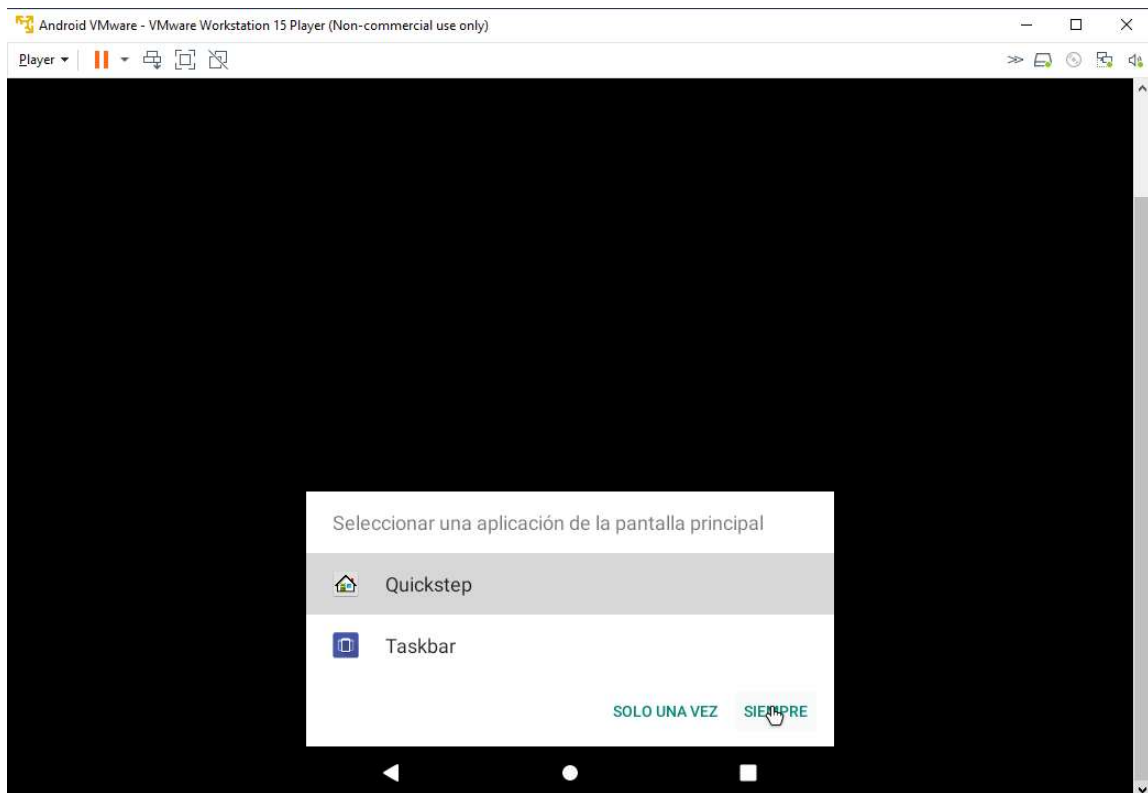 Android VMware - VMware Workstation 15 Player (Non-commercial use only)
Player
Seleccionar una aplicación de la pantalla principal
Quickstep
Taskbar
SOLO UNA VEZ SIEMPRE